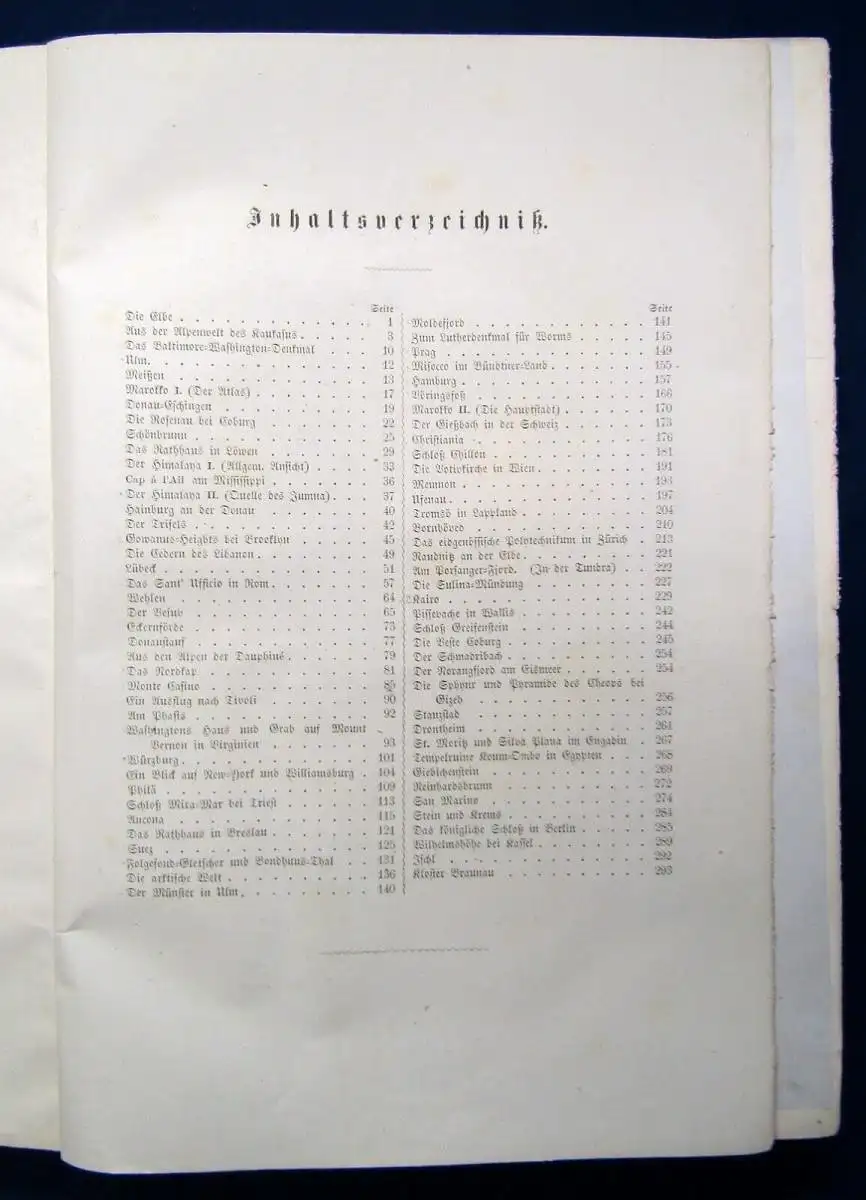 Inhaltsverzeichniß.
Seite
Die Elbe . . . . . . . . . . . . . 1
Aus der Alpenwelt des Kaukasus . . . . . 3
Das Baltimore=Washington=Denkmal . . . 10
Ulm. . . . . . . . . . . . . . . 12
Meißen . . . . . . . . . . . . . 13
Marokko I. (Der Atlas) . . . . . . . . 17
Donau=Eschingen . . . . . . . . . . 19
Die Rosenau bei Coburg . . . . . . . 22
Schönbrunn . . . . . . . . . . . . 25
Das Rathhaus in Löwen . . . . . . . 29
Der Himalaya I. (Allgem. Ansicht) . . . . 33
Cap à l'Ail am Mississippi . . . . . . 36
Der Himalaya II. (Quelle des Jumna) . . . 37
Hainburg an der Donau . . . . . . . 40
Der Trifels . . . . . . . . . . . . 42
Gowanus=Heights bei Brooklyn . . . . . 45
Die Cedern des Libanon . . . . . . . . 49
Lübeck . . . . . . . . . . . . . . 51
Das Sant' Ufficio in Rom. . . . . . . . 57
Wehlen . . . . . . . . . . . . . 64
Der Vesuv . . . . . . . . . . . . 65
Eckernförde . . . . . . . . . . . . 73
Donaustauf . . . . . . . . . . . . 77
Aus den Alpen der Dauphiné . . . . . . 79
Das Nordkap . . . . . . . . . . . 81
Monte Casino . . . . . . . . . . . 85
Ein Ausflug nach Tivoli . . . . . . . 90
Am Phasis . . . . . . . . . . . . 92
Washingtons Haus und Grab auf Mount
Vernon in Virginien . . . . . . . . 93
Würzburg . . . . . . . . . . . . . 101
Ein Blick auf New=York und Williamsburg . 104
Philä . . . . . . . . . . . . . . 109
Schloß Mira=Mar bei Triest . . . . . . 113
Ancona . . . . . . . . . . . . . 115
Das Rathhaus in Breslau . . . . . . . 121
Suez . . . . . . . . . . . . . . 125
Folgefond=Gletscher und Bondhuus=Thal . . 131
Die arktische Welt . . . . . . . . . . 136
Der Münster in Ulm . . . . . . . . . 140
Seite
Moldefjord . . . . . . . . . . . . 141
Zum Lutherdenkmal für Worms . . . . . 145
Prag . . . . . . . . . . . . . . 149
Misocco im Bündtner=Land . . . . . . . 155
Hamburg . . . . . . . . . . . . . 157
Vöringsfoß . . . . . . . . . . . . 166
Marokko II. (Die Hauptstadt) . . . . . . 170
Der Gießbach in der Schweiz . . . . . . 173
Christiania . . . . . . . . . . . . 176
Schloß Chillon . . . . . . . . . . . 181
Die Votivkirche in Wien . . . . . . . . 191
Memnon . . . . . . . . . . . . . 193
Ufenau . . . . . . . . . . . . . . 197
Tromsö in Lappland . . . . . . . . . 204
Bornhöved . . . . . . . . . . . . 210
Das eidgenössische Polytechnikum in Zürich . 213
Raudnitz an der Elbe . . . . . . . . . 221
Am Porsanger=Fjord. (In der Tundra) . . 222
Die Sulina=Mündung . . . . . . . . 227
Kairo . . . . . . . . . . . . . . 229
Pissevache in Wallis . . . . . . . . . 242
Schloß Greifenstein . . . . . . . . . 244
Die Veste Coburg . . . . . . . . . . 245
Der Schmadribach . . . . . . . . . . 254
Der Norangfjord am Eismeer . . . . . . 254
Die Sphynx und Pyramide des Cheops bei
Gizeh . . . . . . . . . . . . . 256
Stanzstad . . . . . . . . . . . . 257
Drontheim . . . . . . . . . . . . 264
St. Moritz und Silva Plana im Engadin . 267
Tempelruine Koum=Ombo in Egypten . . . 268
Giebichenstein . . . . . . . . . . . 269
Reinhardsbrunn . . . . . . . . . . 272
San Marino . . . . . . . . . . . . 274
Stein und Krems . . . . . . . . . . 284
Das königliche Schloß in Berlin . . . . . 285
Wilhelmshöhe bei Kassel . . . . . . . . 289
Ischl . . . . . . . . . . . . . . 292
Kloster Braunau . . . . . . . . . . 293